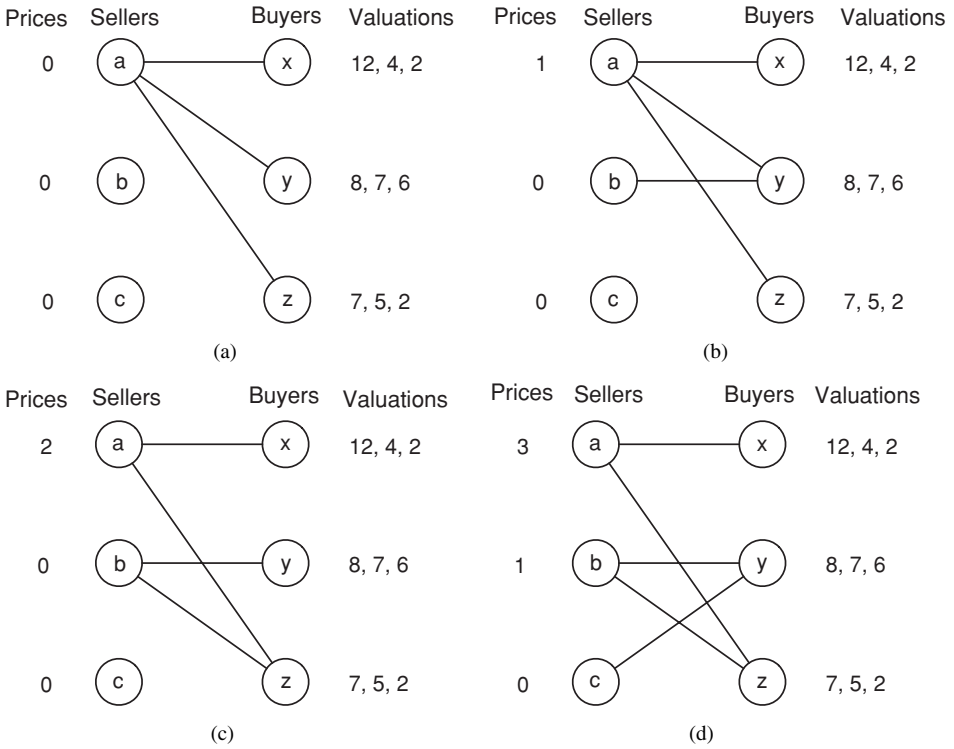 Prices Sellers Buyers Valuations
0 a x 12, 4, 2
0 b y 8, 7, 6
0 c z 7, 5, 2
(a)
Prices Sellers Buyers Valuations
1 a x 12, 4, 2
0 b y 8, 7, 6
0 c z 7, 5, 2
(b)
Prices Sellers Buyers Valuations
2 a x 12, 4, 2
0 b y 8, 7, 6
0 c z 7, 5, 2
(c)
Prices Sellers Buyers Valuations
3 a x 12, 4, 2
1 b y 8, 7, 6
0 c z 7, 5, 2
(d)